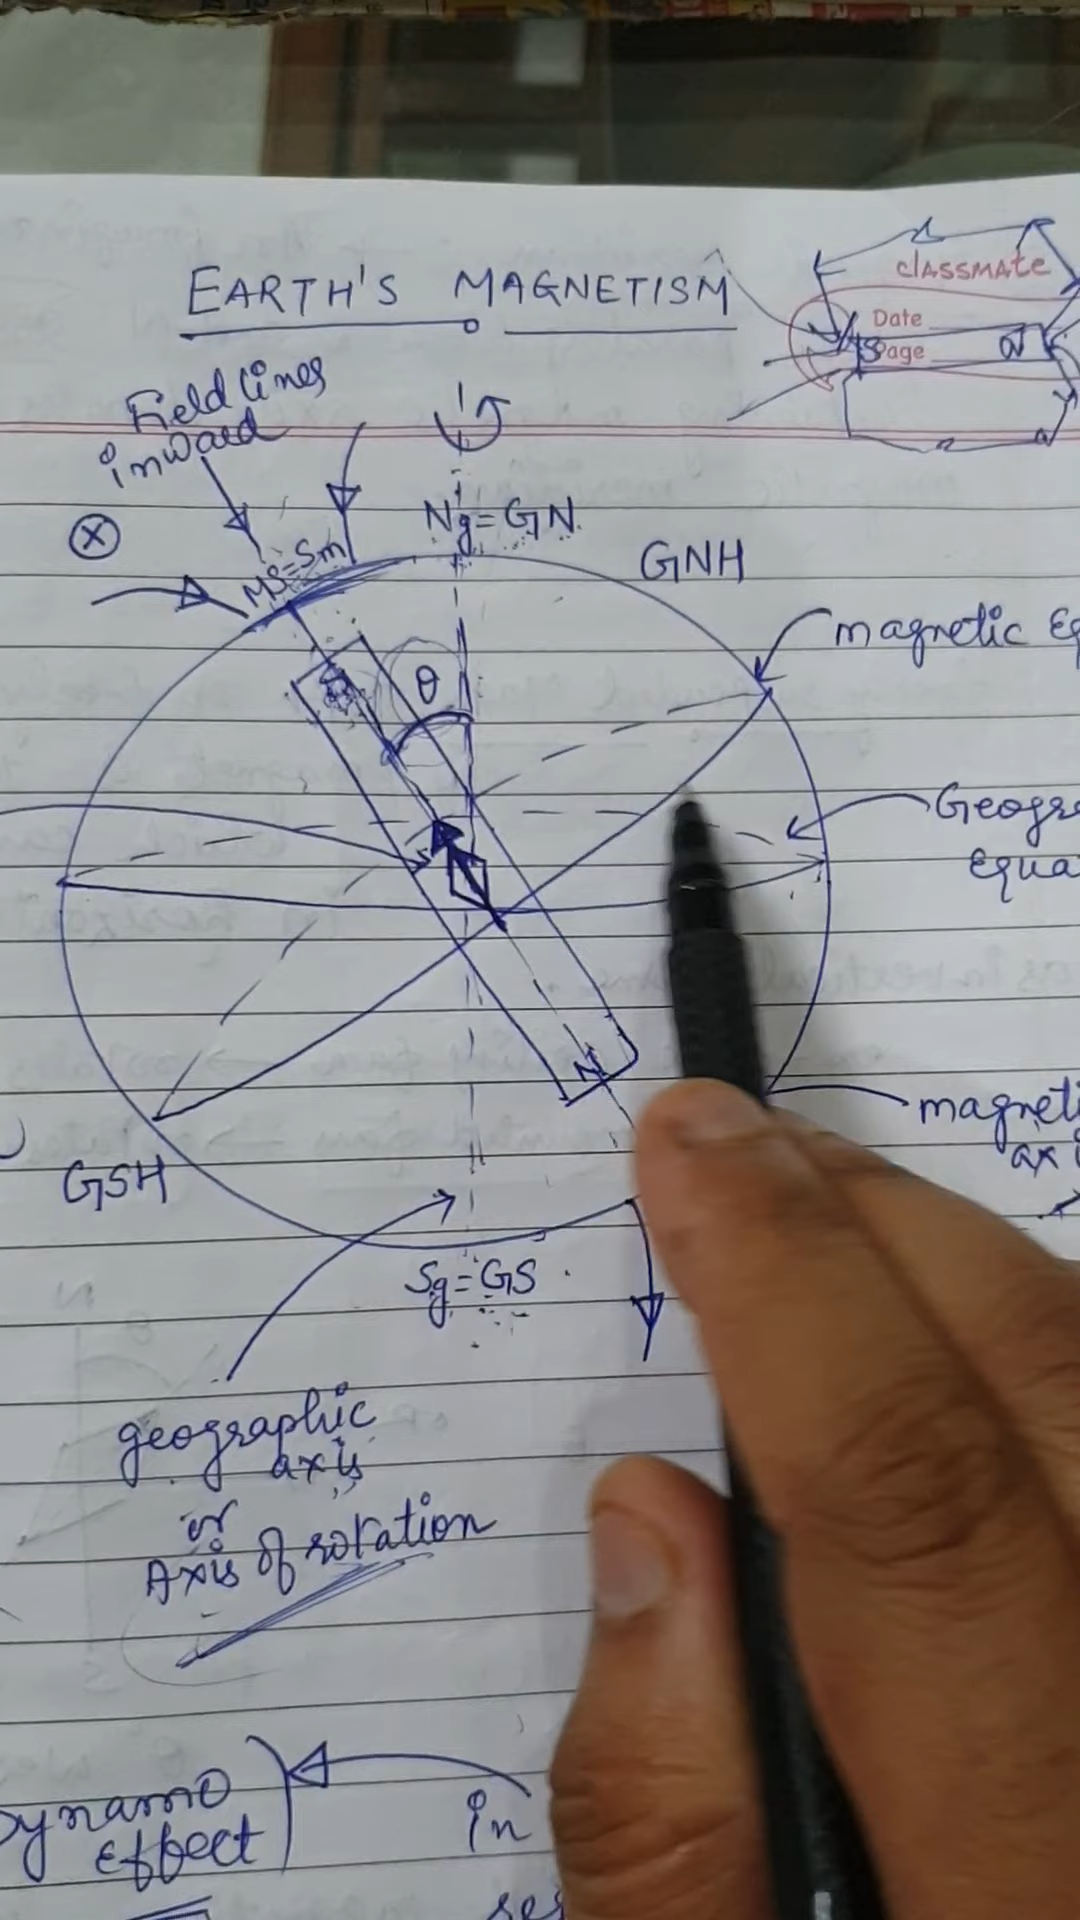 EARTH'S MAGNETISM
classmate
Date
Page
Field lines
inward
Ng = GN
MS = Sm
GNH
magnetic
θ
Equa
magneti
axi
N
GSH
Sg = GS
geographic
axis
or
Axis of rotation
Dynamo
effect
in